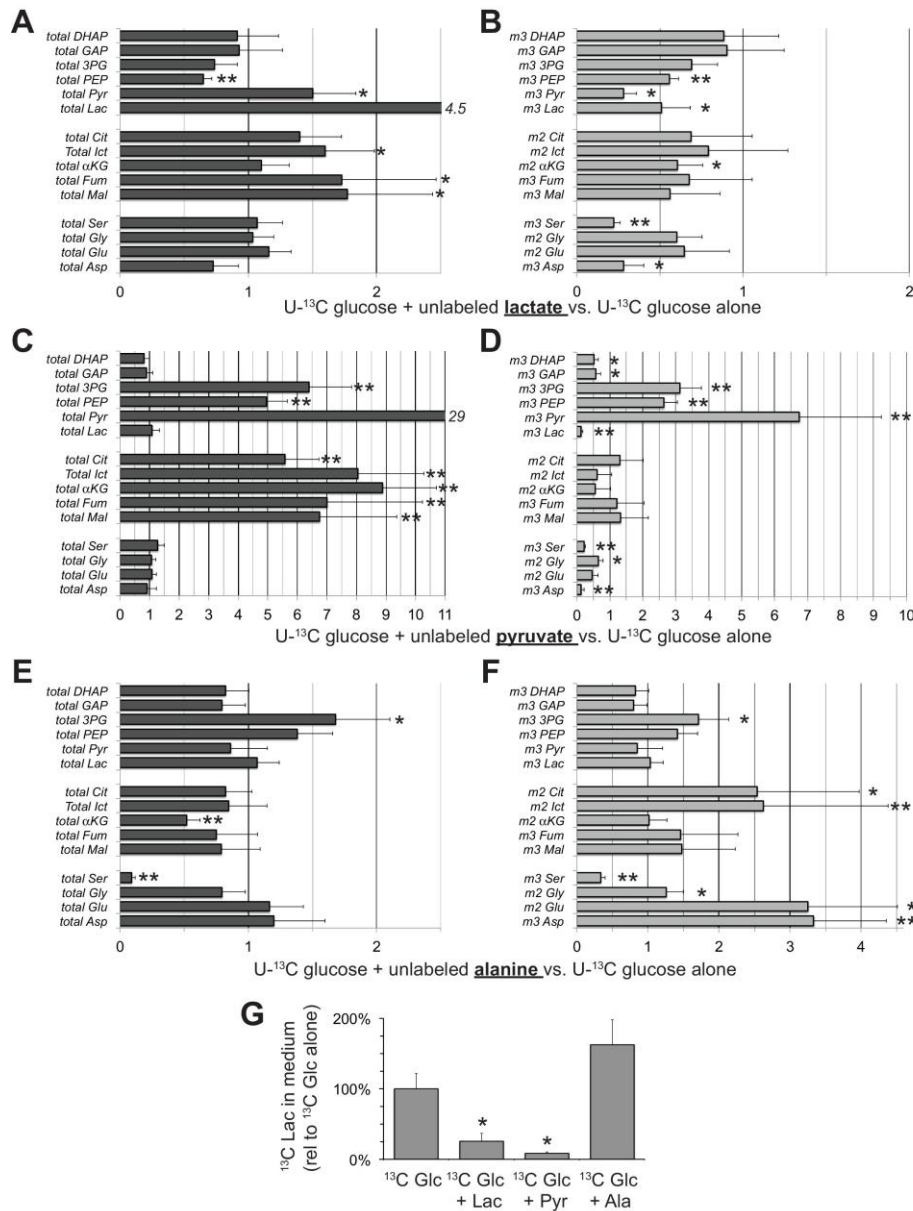 A
total DHAP
total GAP
total 3PG
total PEP
**
total Pyr
*
total Lac
4.5
total Cit
Total Ict
*
total αKG
total Fum
*
total Mal
*
total Ser
total Gly
total Glu
total Asp
0 1 2
B
m3 DHAP
m3 GAP
m3 3PG
m3 PEP
**
m3 Pyr
*
m3 Lac
*
m2 Cit
m2 Ict
m2 αKG
*
m3 Fum
m3 Mal
m3 Ser
**
m2 Gly
m2 Glu
m3 Asp
*
0 1 2
U-¹³C glucose + unlabeled lactate vs. U-¹³C glucose alone
C
total DHAP
total GAP
total 3PG
**
total PEP
**
total Pyr
29
total Lac
total Cit
**
Total Ict
**
total αKG
**
total Fum
**
total Mal
**
total Ser
total Gly
total Glu
total Asp
0 1 2 3 4 5 6 7 8 9 10 11
D
m3 DHAP
*
m3 GAP
*
m3 3PG
**
m3 PEP
**
m3 Pyr
**
m3 Lac
**
m2 Cit
m2 Ict
m2 αKG
m3 Fum
m3 Mal
m3 Ser
**
m2 Gly
*
m2 Glu
m3 Asp
**
0 1 2 3 4 5 6 7 8 9 10
U-¹³C glucose + unlabeled pyruvate vs. U-¹³C glucose alone
E
total DHAP
total GAP
total 3PG
*
total PEP
total Pyr
total Lac
total Cit
Total Ict
total αKG
**
total Fum
total Mal
total Ser
**
total Gly
total Glu
total Asp
0 1 2
F
m3 DHAP
m3 GAP
m3 3PG
*
m3 PEP
m3 Pyr
m3 Lac
m2 Cit
*
m2 Ict
**
m2 αKG
m3 Fum
m3 Mal
m3 Ser
**
m2 Gly
*
m2 Glu
*
m3 Asp
**
0 1 2 3 4
U-¹³C glucose + unlabeled alanine vs. U-¹³C glucose alone
G
¹³C Lac in medium
(rel to ¹³C Glc alone)
200%
100%
0%
*
*
¹³C Glc
¹³C Glc
+ Lac
¹³C Glc
+ Pyr
¹³C Glc
+ Ala